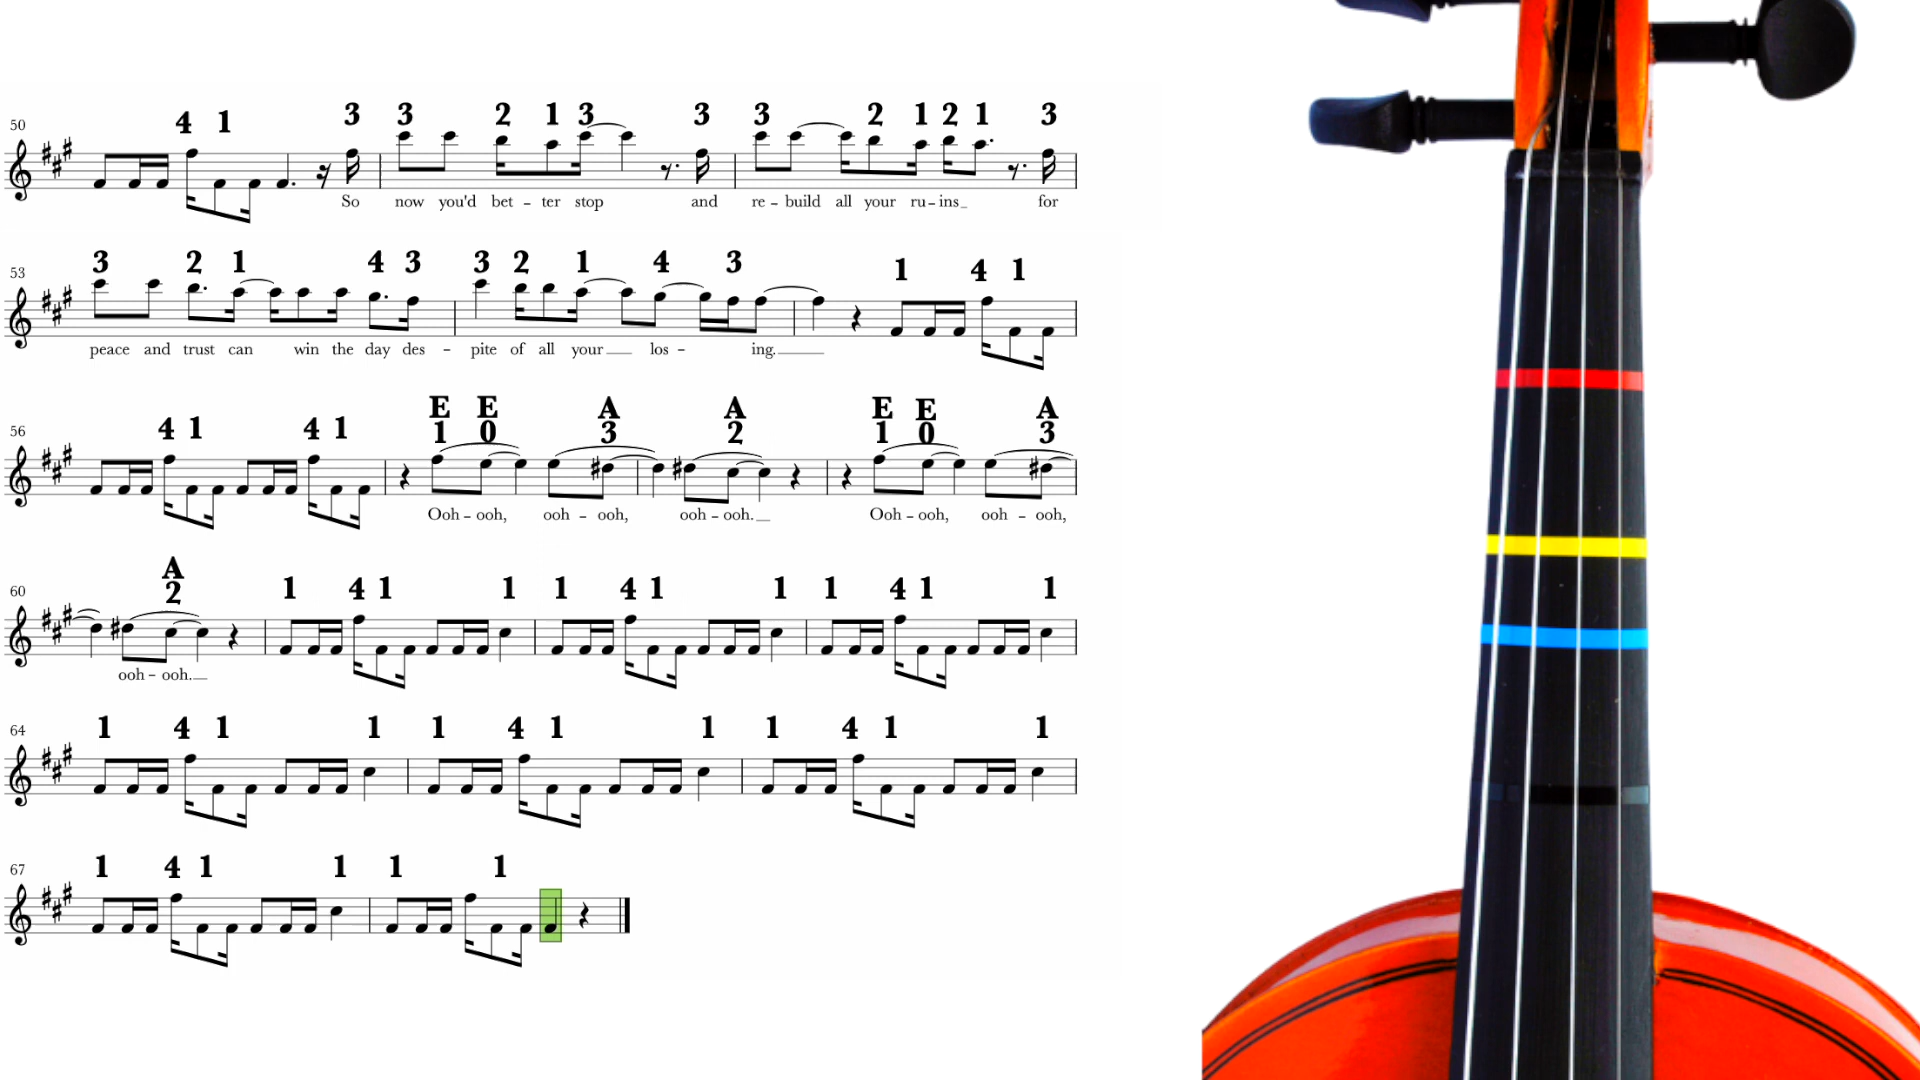 4 1 3 3 2 1 3 3 3 2 1 2 1 3
50
So now you'd bet - ter stop and re - build all your ru - ins_ for
3 2 1 4 3 3 2 1 4 3 1 4 1
53
peace and trust can win the day des - pite of all your__ los - ing.____
E E A A E E A
4 1 4 1 1 0 3 2 1 0 3
56
Ooh - ooh, ooh - ooh, ooh - ooh.__ Ooh - ooh, ooh - ooh,
A
2 1 4 1 1 1 4 1 1 1 4 1 1
60
ooh - ooh.__
1 4 1 1 1 4 1 1 1 4 1 1
64
1 4 1 1 1 1
67